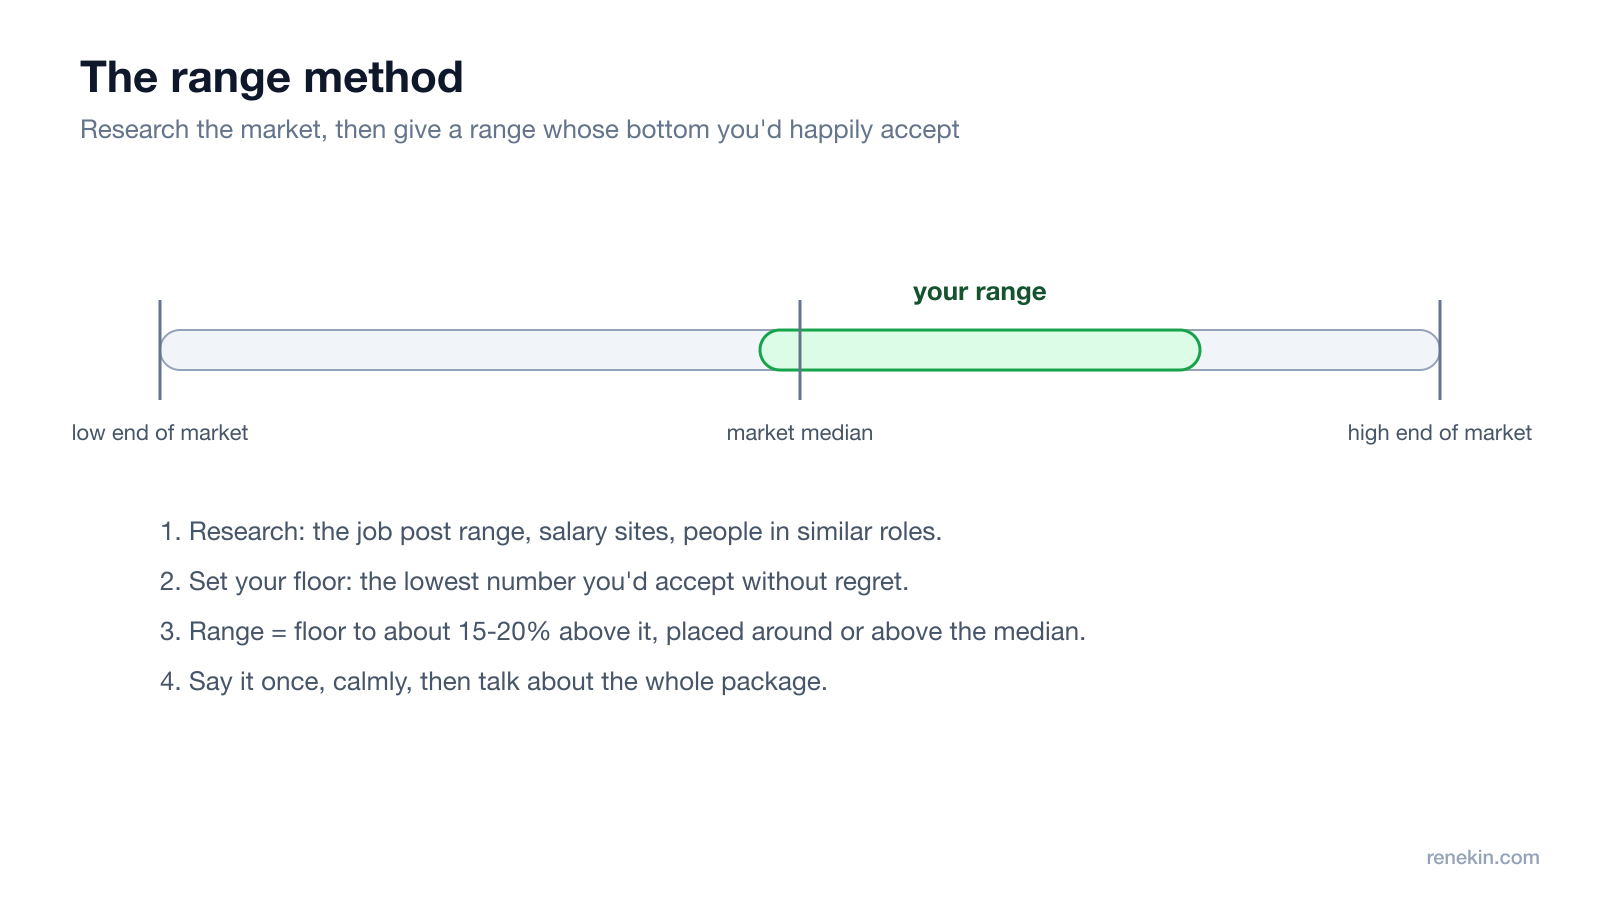 The range method
Research the market, then give a range whose bottom you'd happily accept
your range
low end of market
market median
high end of market
1. Research: the job post range, salary sites, people in similar roles.
2. Set your floor: the lowest number you'd accept without regret.
3. Range = floor to about 15-20% above it, placed around or above the median.
4. Say it once, calmly, then talk about the whole package.
renekin.com